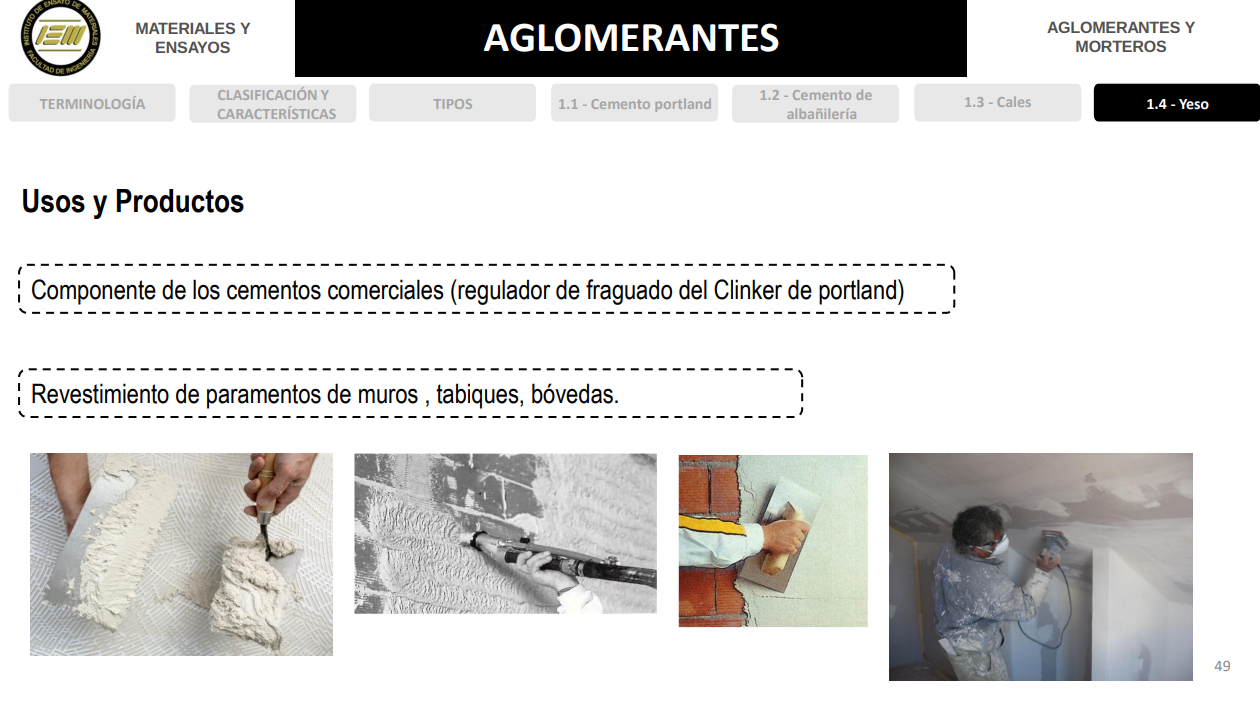 INSTITUTO DE ENSAYO DE MATERIALES
IEM
FACULTAD DE INGENIERIA
MATERIALES Y
ENSAYOS
AGLOMERANTES
AGLOMERANTES Y
MORTEROS
TERMINOLOGÍA
CLASIFICACIÓN Y
CARACTERÍSTICAS
TIPOS
1.1 - Cemento portland
1.2 - Cemento de
albañilería
1.3 - Cales
1.4 - Yeso
Usos y Productos
Componente de los cementos comerciales (regulador de fraguado del Clinker de portland)
Revestimiento de paramentos de muros , tabiques, bóvedas.
49